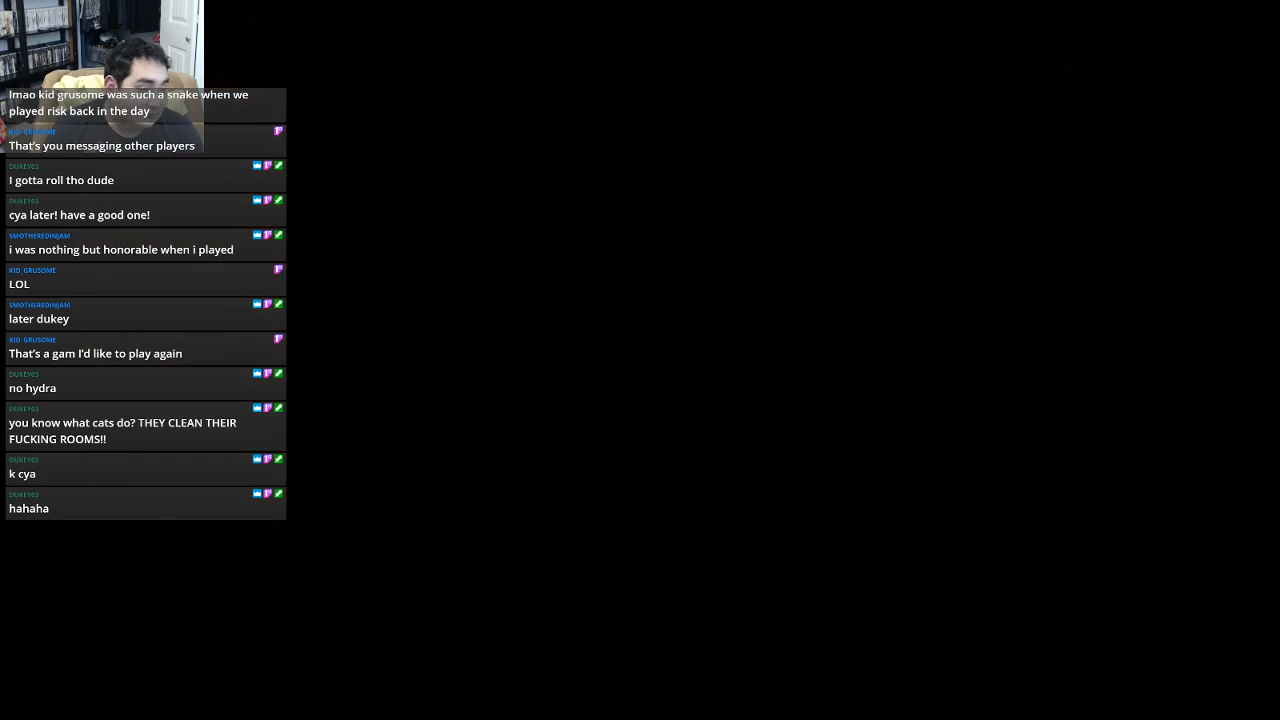 lmao kid grusome was such a snake when we
played risk back in the day
KID_GRUSOME
That's you messaging other players
DUKEY03
I gotta roll tho dude
DUKEY03
cya later! have a good one!
SMOTHEREDINJAM
i was nothing but honorable when i played
KID_GRUSOME
LOL
SMOTHEREDINJAM
later dukey
KID_GRUSOME
That's a gam I'd like to play again
DUKEY03
no hydra
DUKEY03
you know what cats do? THEY CLEAN THEIR
FUCKING ROOMS!!
DUKEY03
k cya
DUKEY03
hahaha